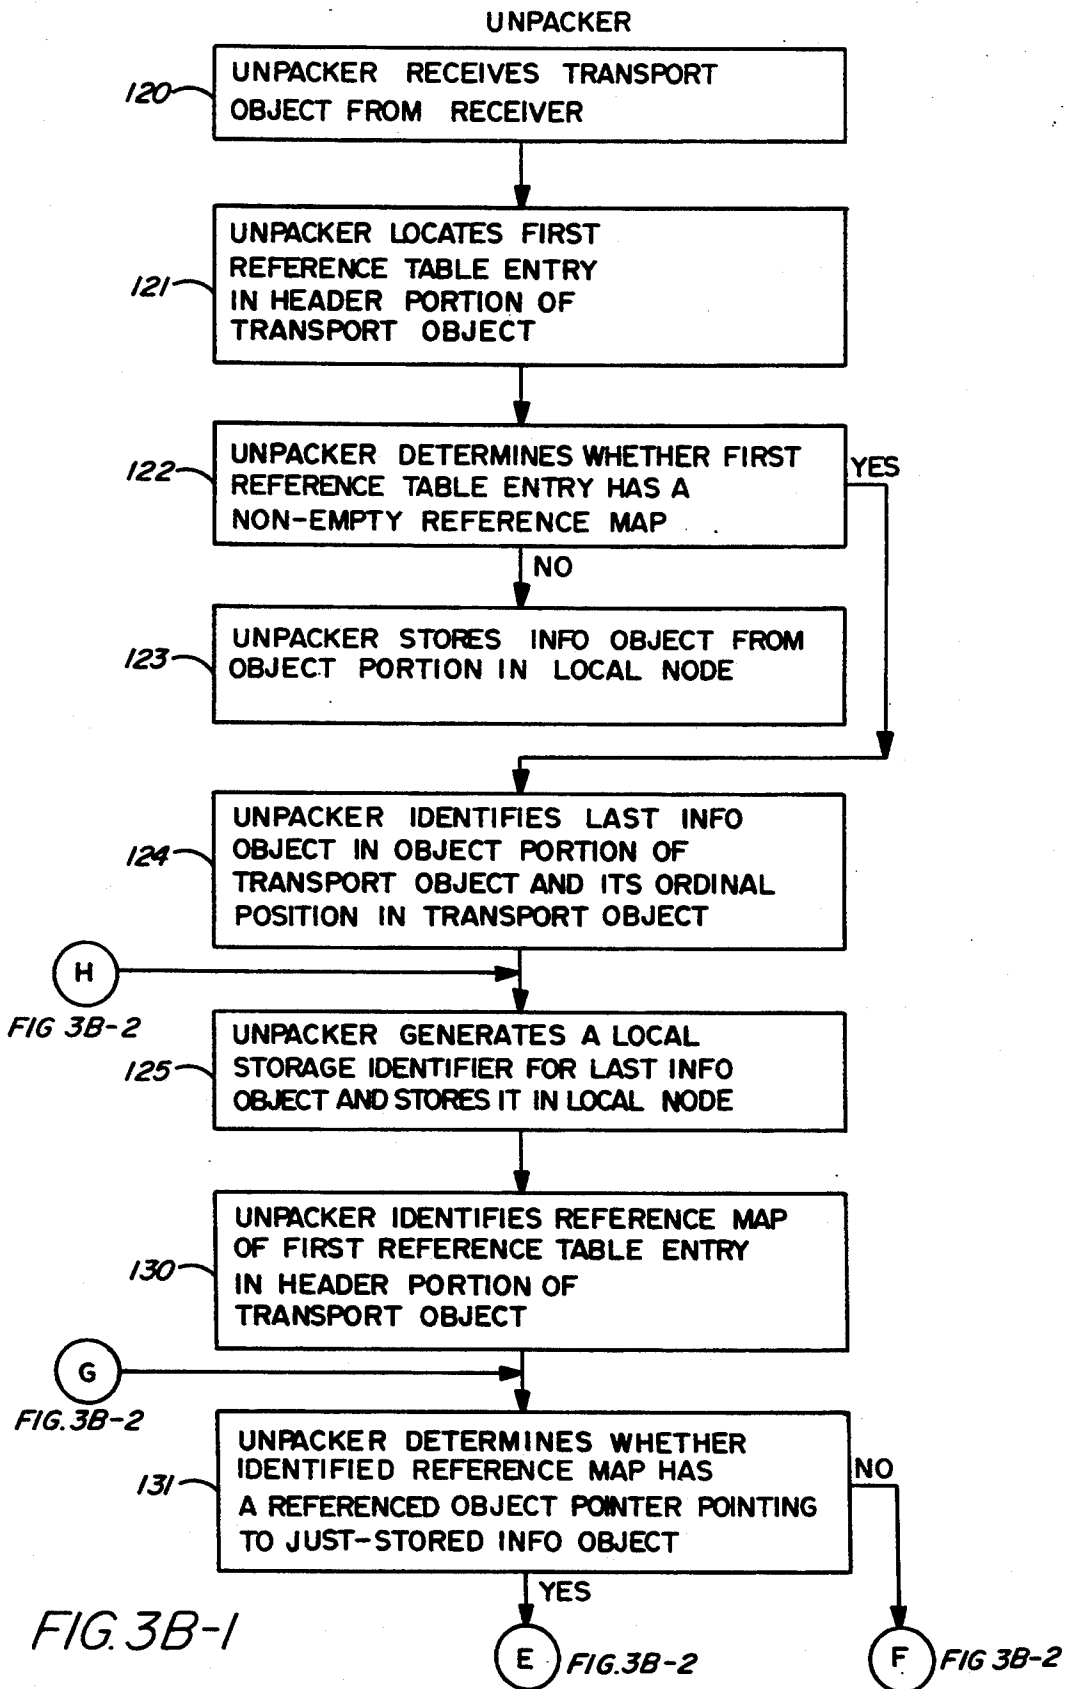 UNPACKER
120
UNPACKER RECEIVES TRANSPORT
OBJECT FROM RECEIVER
121
UNPACKER LOCATES FIRST
REFERENCE TABLE ENTRY
IN HEADER PORTION OF
TRANSPORT OBJECT
122
UNPACKER DETERMINES WHETHER FIRST
REFERENCE TABLE ENTRY HAS A
NON-EMPTY REFERENCE MAP
YES
NO
123
UNPACKER STORES INFO OBJECT FROM
OBJECT PORTION IN LOCAL NODE
124
UNPACKER IDENTIFIES LAST INFO
OBJECT IN OBJECT PORTION OF
TRANSPORT OBJECT AND ITS ORDINAL
POSITION IN TRANSPORT OBJECT
H
FIG 3B-2
125
UNPACKER GENERATES A LOCAL
STORAGE IDENTIFIER FOR LAST INFO
OBJECT AND STORES IT IN LOCAL NODE
130
UNPACKER IDENTIFIES REFERENCE MAP
OF FIRST REFERENCE TABLE ENTRY
IN HEADER PORTION OF
TRANSPORT OBJECT
G
FIG.3B-2
131
UNPACKER DETERMINES WHETHER
IDENTIFIED REFERENCE MAP HAS
A REFERENCED OBJECT POINTER POINTING
TO JUST-STORED INFO OBJECT
NO
YES
E
FIG.3B-2
F
FIG 3B-2
FIG. 3B-1